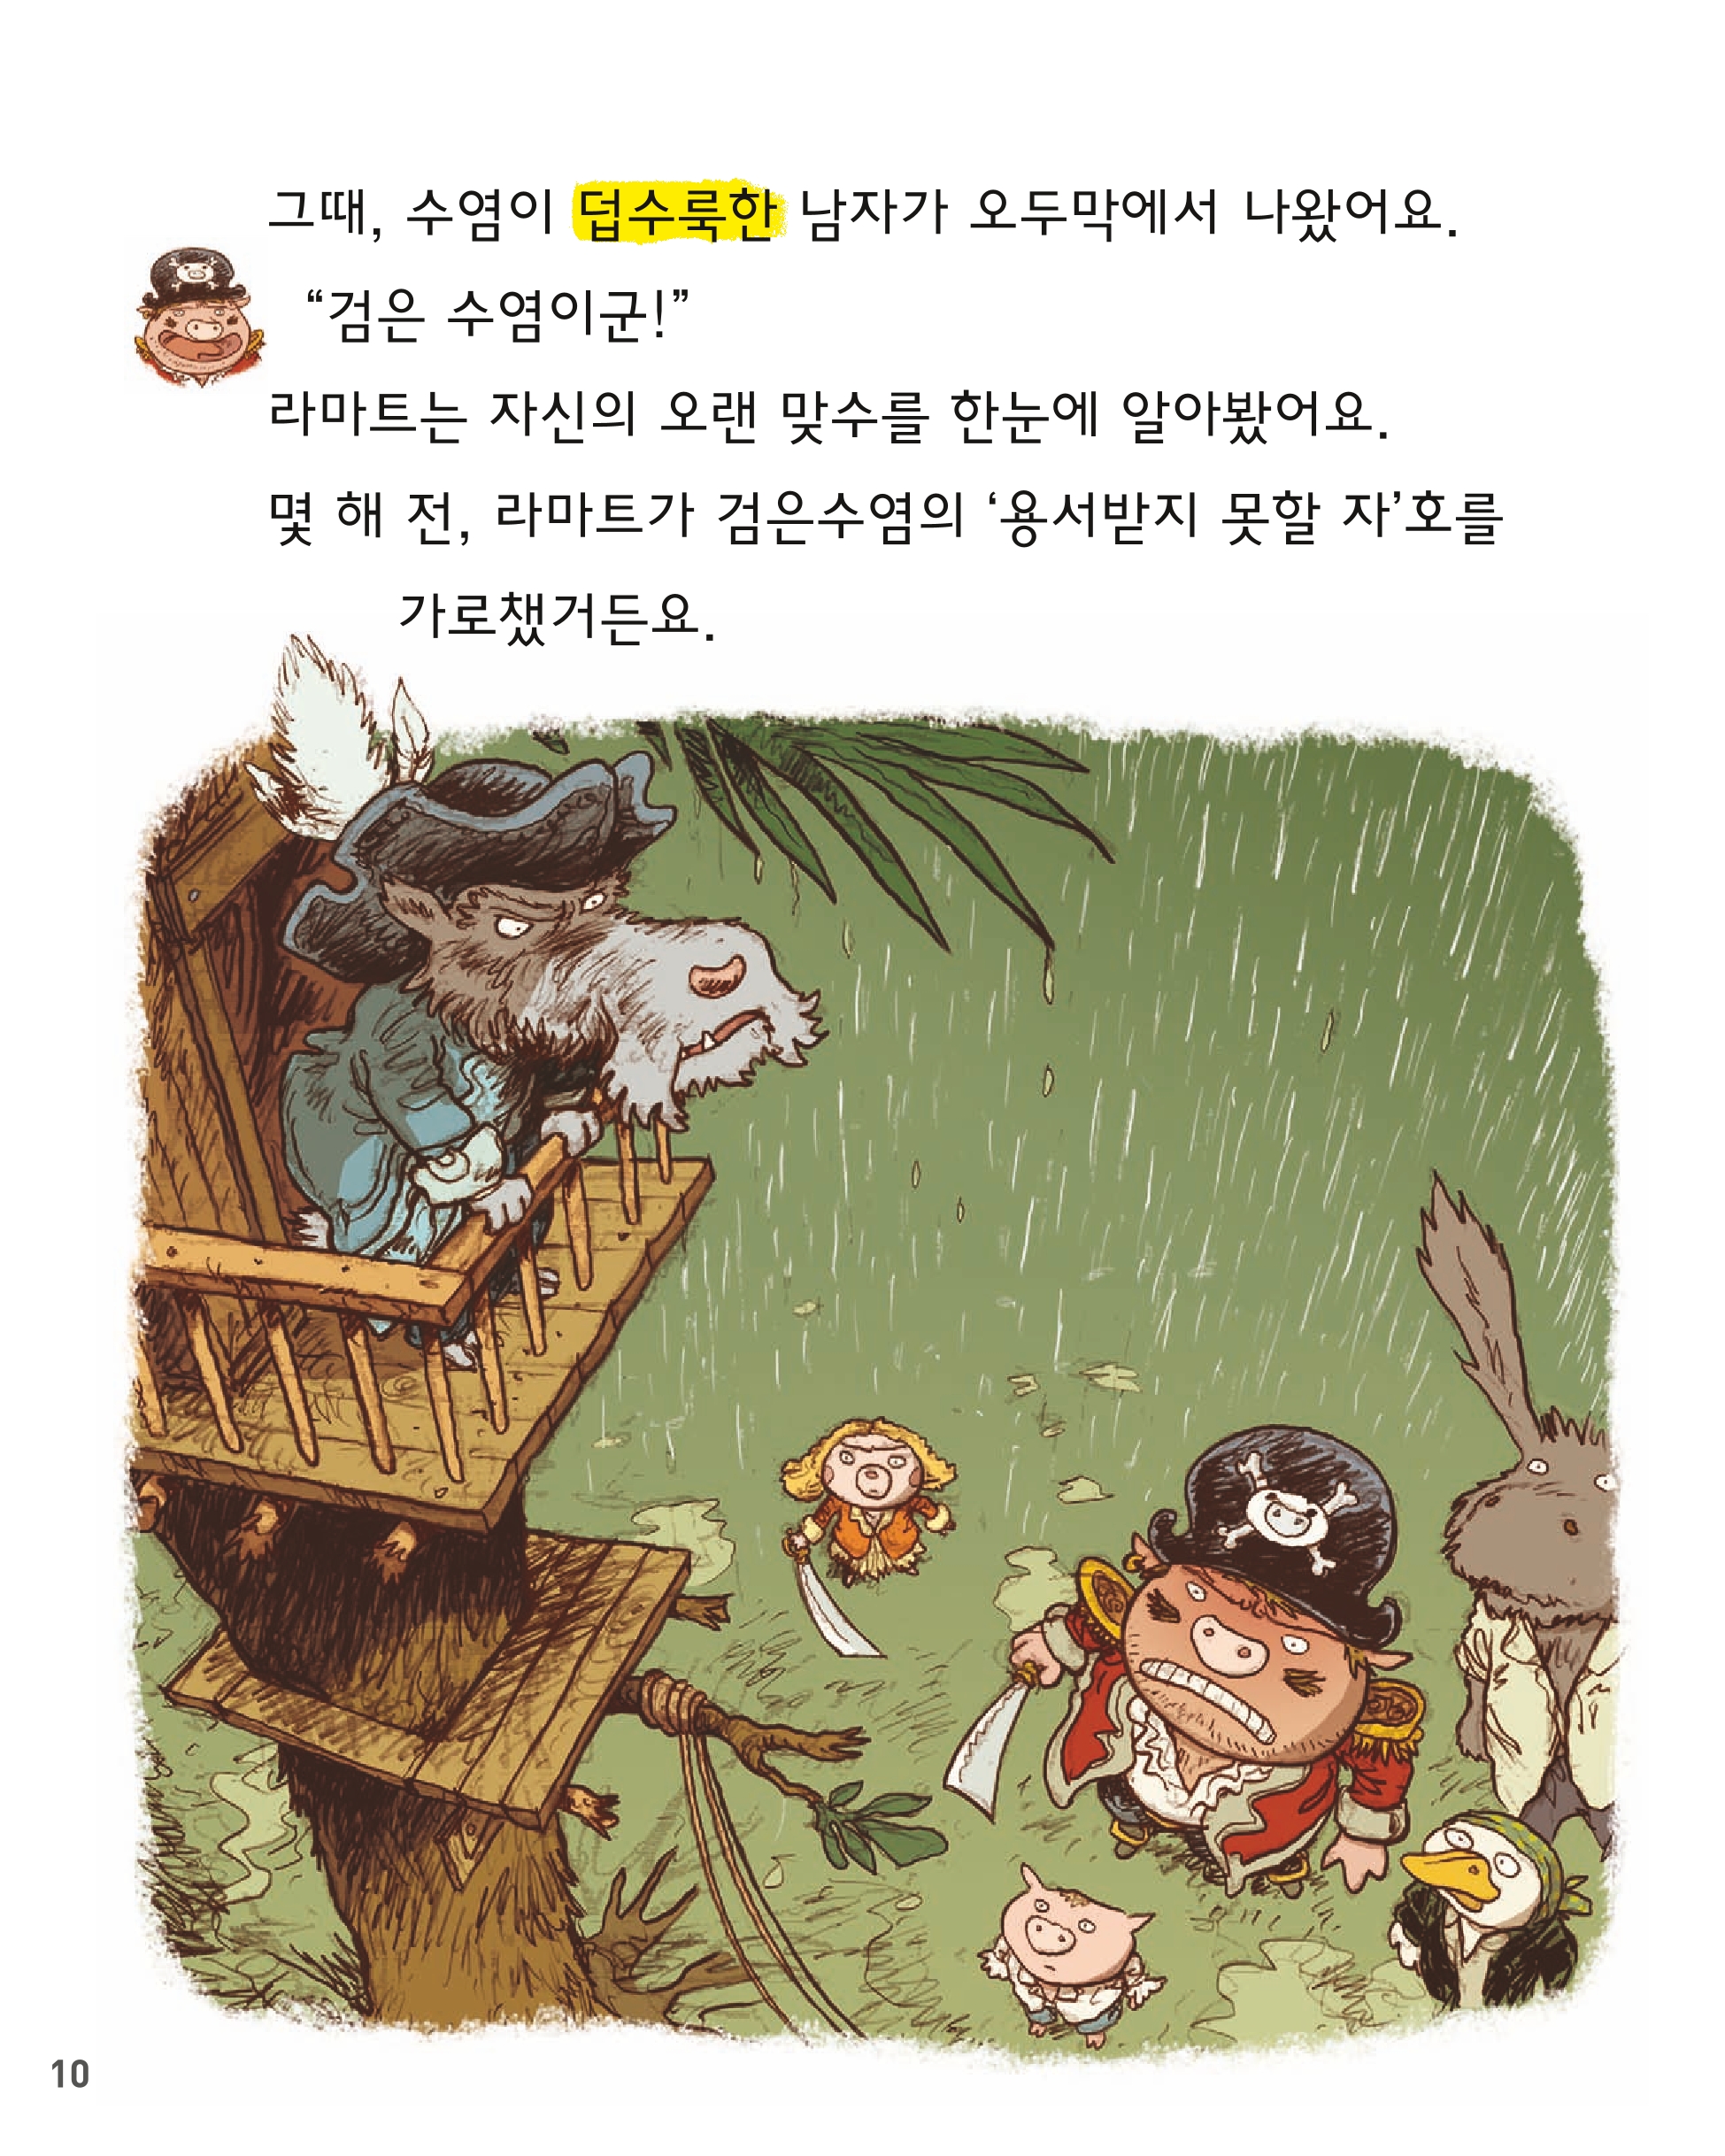 그때, 수염이 덥수룩한 남자가 오두막에서 나왔어요.
“검은 수염이군!”
라마트는 자신의 오랜 맞수를 한눈에 알아봤어요.
몇 해 전, 라마트가 검은수염의 ‘용서받지 못할 자’호를
가로챘거든요.
10